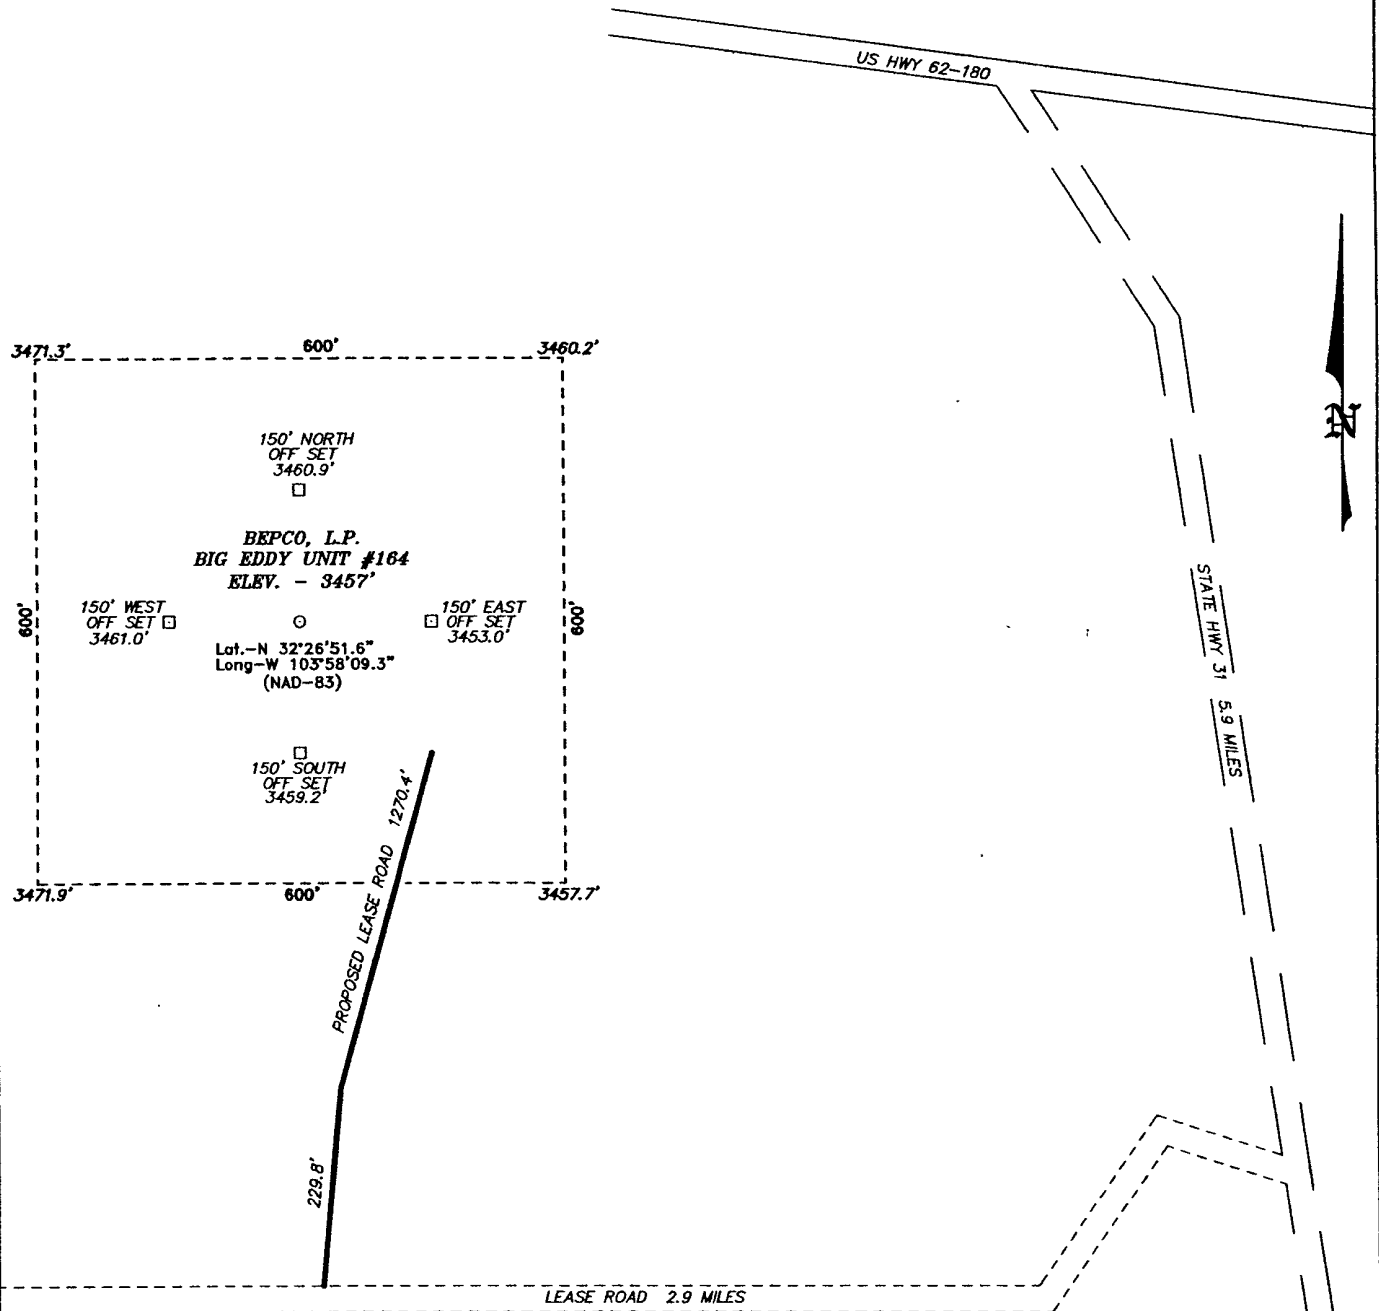 US HWY 62-180
3471.3'
600'
3460.2'
150' NORTH
OFF SET
3460.9'
BEPCO, L.P.
BIG EDDY UNIT #164
ELEV. - 3457'
600'
150' WEST
OFF SET
3461.0'
150' EAST
OFF SET
3453.0'
600'
Lat.-N 32°26'51.6"
Long-W 103°58'09.3"
(NAD-83)
150' SOUTH
OFF SET
3459.2'
3471.9'
600'
3457.7'
PROPOSED LEASE ROAD 1270.4'
229.8'
STATE HWY 31 5.9 MILES
N
LEASE ROAD 2.9 MILES